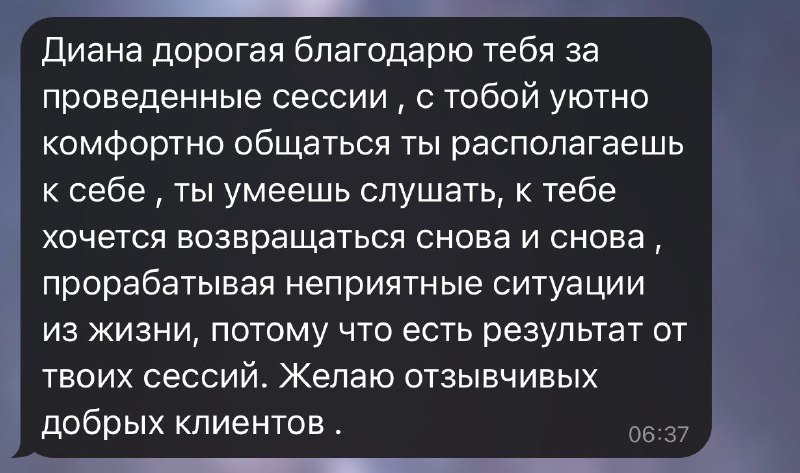 Диана дорогая благодарю тебя за
проведенные сессии , с тобой уютно
комфортно общаться ты располагаешь
к себе , ты умеешь слушать, к тебе
хочется возвращаться снова и снова ,
прорабатывая неприятные ситуации
из жизни, потому что есть результат от
твоих сессий. Желаю отзывчивых
добрых клиентов .
06:37